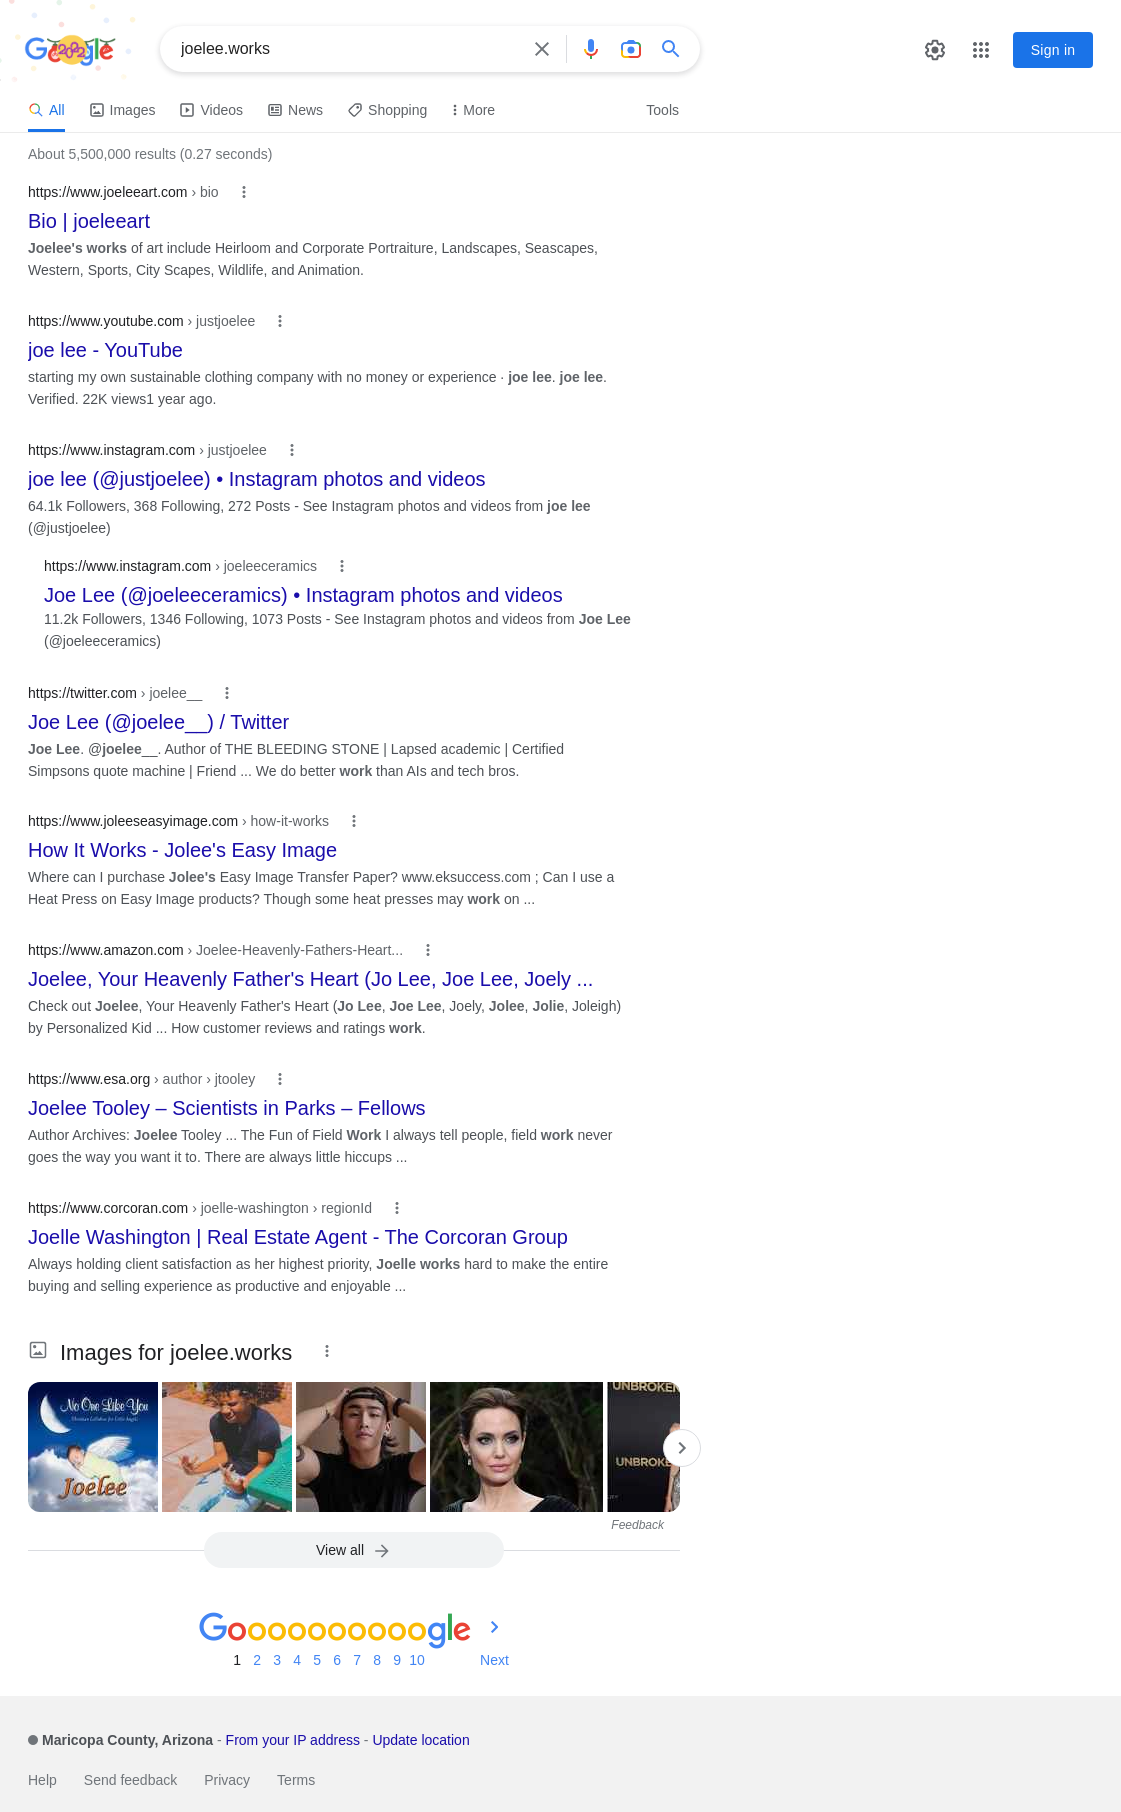 Google
joelee.works
Sign in
All
Images
Videos
News
Shopping
More
Tools
About 5,500,000 results (0.27 seconds)
https://www.joeleeart.com › bio
Bio | joeleeart
Joelee's works of art include Heirloom and Corporate Portraiture, Landscapes, Seascapes,
Western, Sports, City Scapes, Wildlife, and Animation.
https://www.youtube.com › justjoelee
joe lee - YouTube
starting my own sustainable clothing company with no money or experience · joe lee. joe lee.
Verified. 22K views1 year ago.
https://www.instagram.com › justjoelee
joe lee (@justjoelee) • Instagram photos and videos
64.1k Followers, 368 Following, 272 Posts - See Instagram photos and videos from joe lee
(@justjoelee)
https://www.instagram.com › joeleeceramics
Joe Lee (@joeleeceramics) • Instagram photos and videos
11.2k Followers, 1346 Following, 1073 Posts - See Instagram photos and videos from Joe Lee
(@joeleeceramics)
https://twitter.com › joelee__
Joe Lee (@joelee__) / Twitter
Joe Lee. @joelee__. Author of THE BLEEDING STONE | Lapsed academic | Certified
Simpsons quote machine | Friend ... We do better work than AIs and tech bros.
https://www.joleeseasyimage.com › how-it-works
How It Works - Jolee's Easy Image
Where can I purchase Jolee's Easy Image Transfer Paper? www.eksuccess.com ; Can I use a
Heat Press on Easy Image products? Though some heat presses may work on ...
https://www.amazon.com › Joelee-Heavenly-Fathers-Heart...
Joelee, Your Heavenly Father's Heart (Jo Lee, Joe Lee, Joely ...
Check out Joelee, Your Heavenly Father's Heart (Jo Lee, Joe Lee, Joely, Jolee, Jolie, Joleigh)
by Personalized Kid ... How customer reviews and ratings work.
https://www.esa.org › author › jtooley
Joelee Tooley – Scientists in Parks – Fellows
Author Archives: Joelee Tooley ... The Fun of Field Work I always tell people, field work never
goes the way you want it to. There are always little hiccups ...
https://www.corcoran.com › joelle-washington › regionId
Joelle Washington | Real Estate Agent - The Corcoran Group
Always holding client satisfaction as her highest priority, Joelle works hard to make the entire
buying and selling experience as productive and enjoyable ...
Images for joelee.works
No One Like You
Christian Lullabies for Little Angels
Joelee
UNBROKEN
UNBROKEN
Feedback
View all
Goooooooooogle
1 2 3 4 5 6 7 8 9 10 Next
Maricopa County, Arizona - From your IP address - Update location
Help Send feedback Privacy Terms